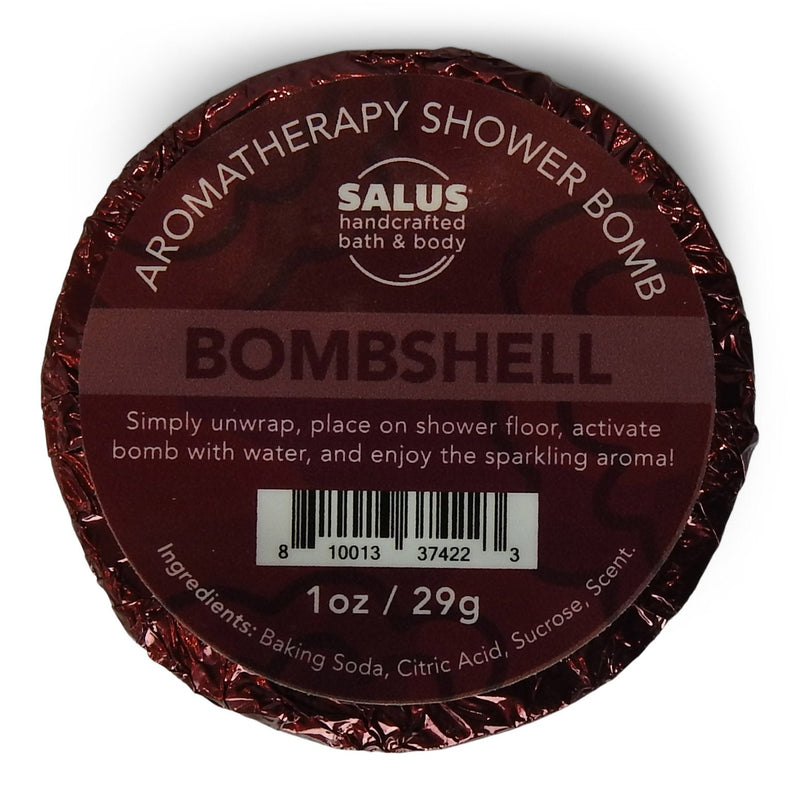 AROMATHERAPY SHOWER BOMB
SALUS
handcrafted
bath & body
BOMBSHELL
Simply unwrap, place on shower floor, activate
bomb with water, and enjoy the sparkling aroma!
8 10013 37422 3
1oz / 29g
Ingredients: Baking Soda, Citric Acid, Sucrose, Scent.